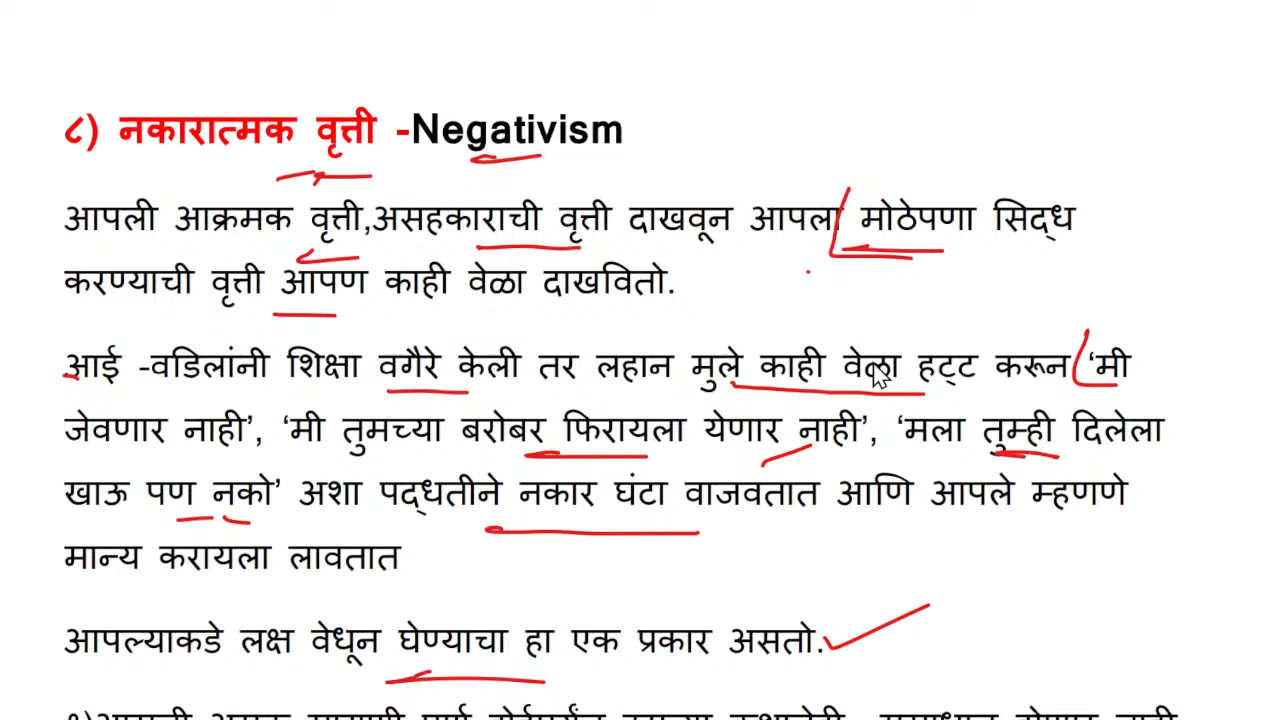 ८) नकारात्मक वृत्ती -Negativism
आपली आक्रमक वृत्ती,असहकाराची वृत्ती दाखवून आपला मोठेपणा सिद्ध
करण्याची वृत्ती आपण काही वेळा दाखवितो.
आई -वडिलांनी शिक्षा वगैरे केली तर लहान मुले काही वेळा हट्ट करून ‘मी
जेवणार नाही’, ‘मी तुमच्या बरोबर फिरायला येणार नाही’, ‘मला तुम्ही दिलेला
खाऊ पण नको’ अशा पद्धतीने नकार घंटा वाजवतात आणि आपले म्हणणे
मान्य करायला लावतात
आपल्याकडे लक्ष वेधून घेण्याचा हा एक प्रकार असतो.